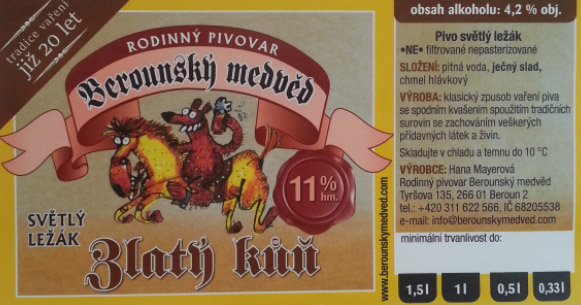 tradice vaření
již 20 let
RODINNÝ PIVOVAR
Berounský medvěd
11%
hm.
SVĚTLÝ
LEŽÁK
Zlatý kůň
www.berounskymedved.com
obsah alkoholu: 4,2 % obj.
Pivo světlý ležák
•NE• filtrované nepasterizované
SLOŽENÍ: pitná voda, ječný slad,
chmel hlávkový
VÝROBA: klasický zpusob vaření piva
se spodním kvašením spoužitím tradičních
surovin se zachováním veškerých
přídavných látek a živin.
Skladujte v chladu a temnu do 10 °C
VÝROBCE: Hana Mayerová
Rodinný pivovar Berounský medvěd
Tyršova 135, 266 01 Beroun 2
tel.: +420 311 622 566, IČ 68205538
e-mail: info@berounskymedved.com
minimální trvanlivost do:
1,5l 1l 0,5l 0,33l